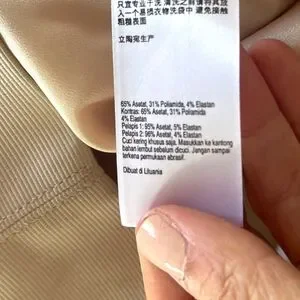 只宜专业干洗 清洗之前请将其放
入一个易损衣物洗袋中 避免接触
粗糙表面
立陶宛生产
65% Asetat, 31% Poliamida, 4% Elastan
Kontras: 65% Asetat, 31% Poliamida
4% Elastan
Pelapis 1: 95% Asetat, 5% Elastan
Pelapis 2: 96% Asetat, 4% Elastan
Cuci kering khusus saja. Masukkan ke kantong
bahan lembut sebelum dicuci. Jangan sampai
terkena permukaan abrasif.
Dibuat di Lituania